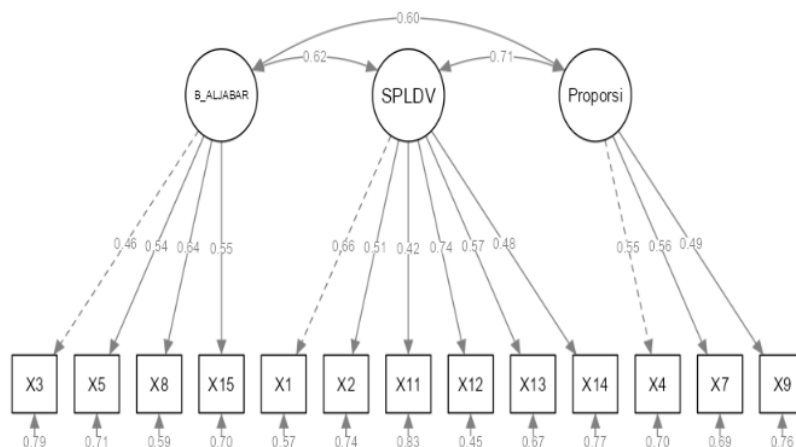 0.60
0.62
0.71
B_ALJABAR
SPLDV
Proporsi
0.46
0.54
0.64
0.55
0.66
0.51
0.42
0.74
0.57
0.48
0.55
0.56
0.49
X3
X5
X8
X15
X1
X2
X11
X12
X13
X14
X4
X7
X9
0.79
0.71
0.59
0.70
0.57
0.74
0.83
0.45
0.67
0.77
0.70
0.69
0.76